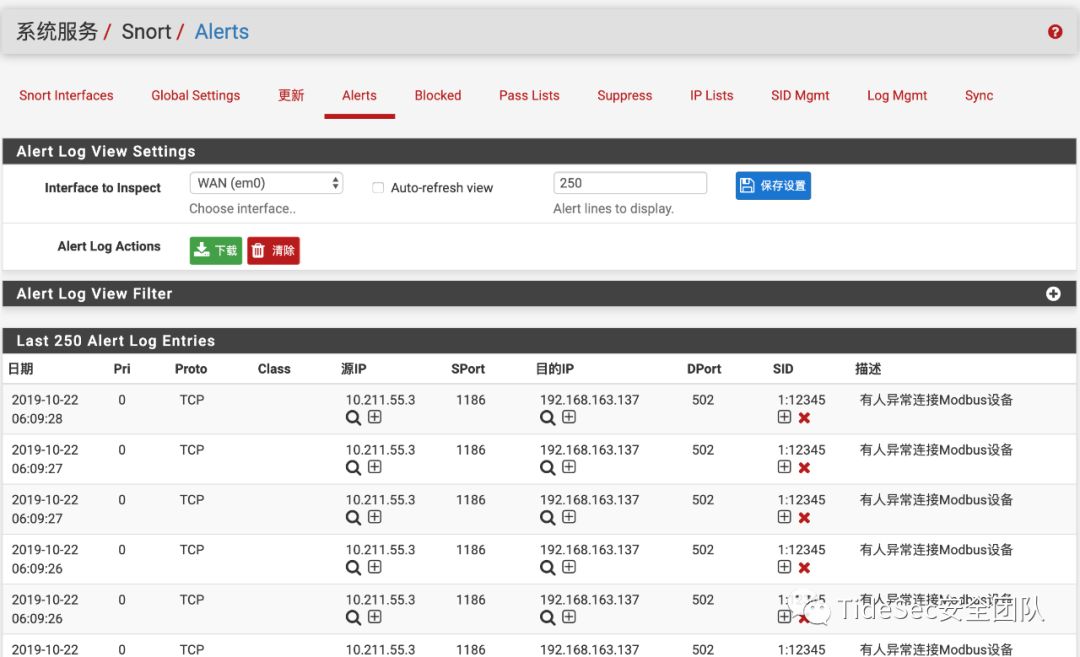 系统服务 / Snort / Alerts
Snort Interfaces Global Settings 更新 Alerts Blocked Pass Lists Suppress IP Lists SID Mgmt Log Mgmt Sync
Alert Log View Settings
Interface to Inspect WAN (em0) Auto-refresh view 250 保存设置
Choose interface.. Alert lines to display.
Alert Log Actions 下载 清除
Alert Log View Filter
Last 250 Alert Log Entries
日期 Pri Proto Class 源IP SPort 目的IP DPort SID 描述
2019-10-22 0 TCP 10.211.55.3 1186 192.168.163.137 502 1:12345 有人异常连接Modbus设备
06:09:28
2019-10-22 0 TCP 10.211.55.3 1186 192.168.163.137 502 1:12345 有人异常连接Modbus设备
06:09:27
2019-10-22 0 TCP 10.211.55.3 1186 192.168.163.137 502 1:12345 有人异常连接Modbus设备
06:09:27
2019-10-22 0 TCP 10.211.55.3 1186 192.168.163.137 502 1:12345 有人异常连接Modbus设备
06:09:26
2019-10-22 0 TCP 10.211.55.3 1186 192.168.163.137 502 1:12345 有人异常连接Modbus设备
06:09:26
TideSec安全团队
2019-10-22 0 TCP 10.211.55.3 1186 192.168.163.137 502 1:12345 有人异常连接Modbus设备